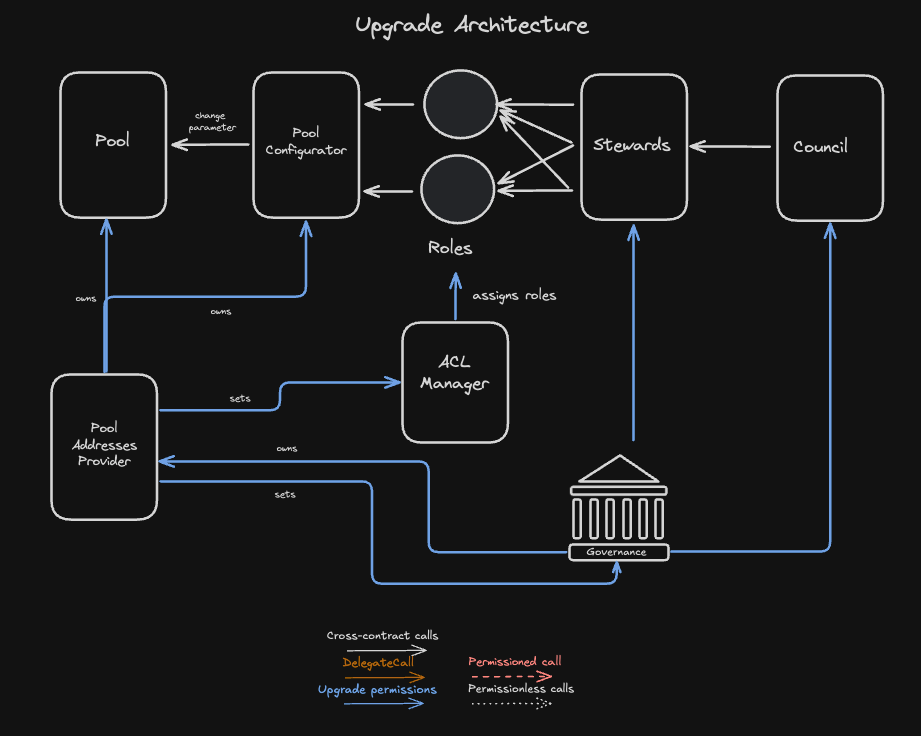 Upgrade Architecture
Pool
change
parameter
Pool
Configurator
Stewards
Council
Roles
assigns roles
owns
owns
ACL
Manager
sets
Pool
Addresses
Provider
owns
sets
Governance
Cross-contract calls
DelegateCall
Permissioned call
Upgrade permissions
Permissionless calls